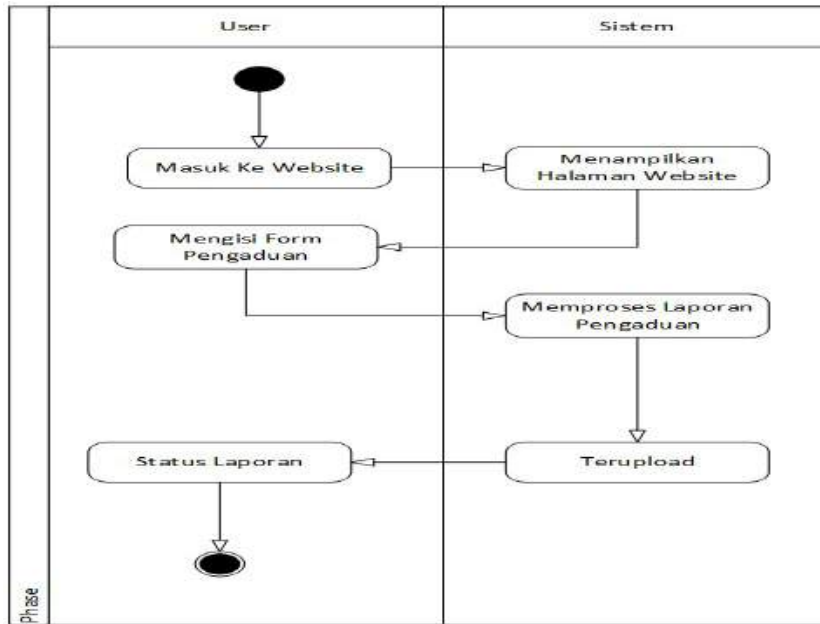 User
Sistem
Masuk Ke Website
Menampilkan
Halaman Website
Mengisi Form
Pengaduan
Memproses Laporan
Pengaduan
Status Laporan
Terupload
Phase